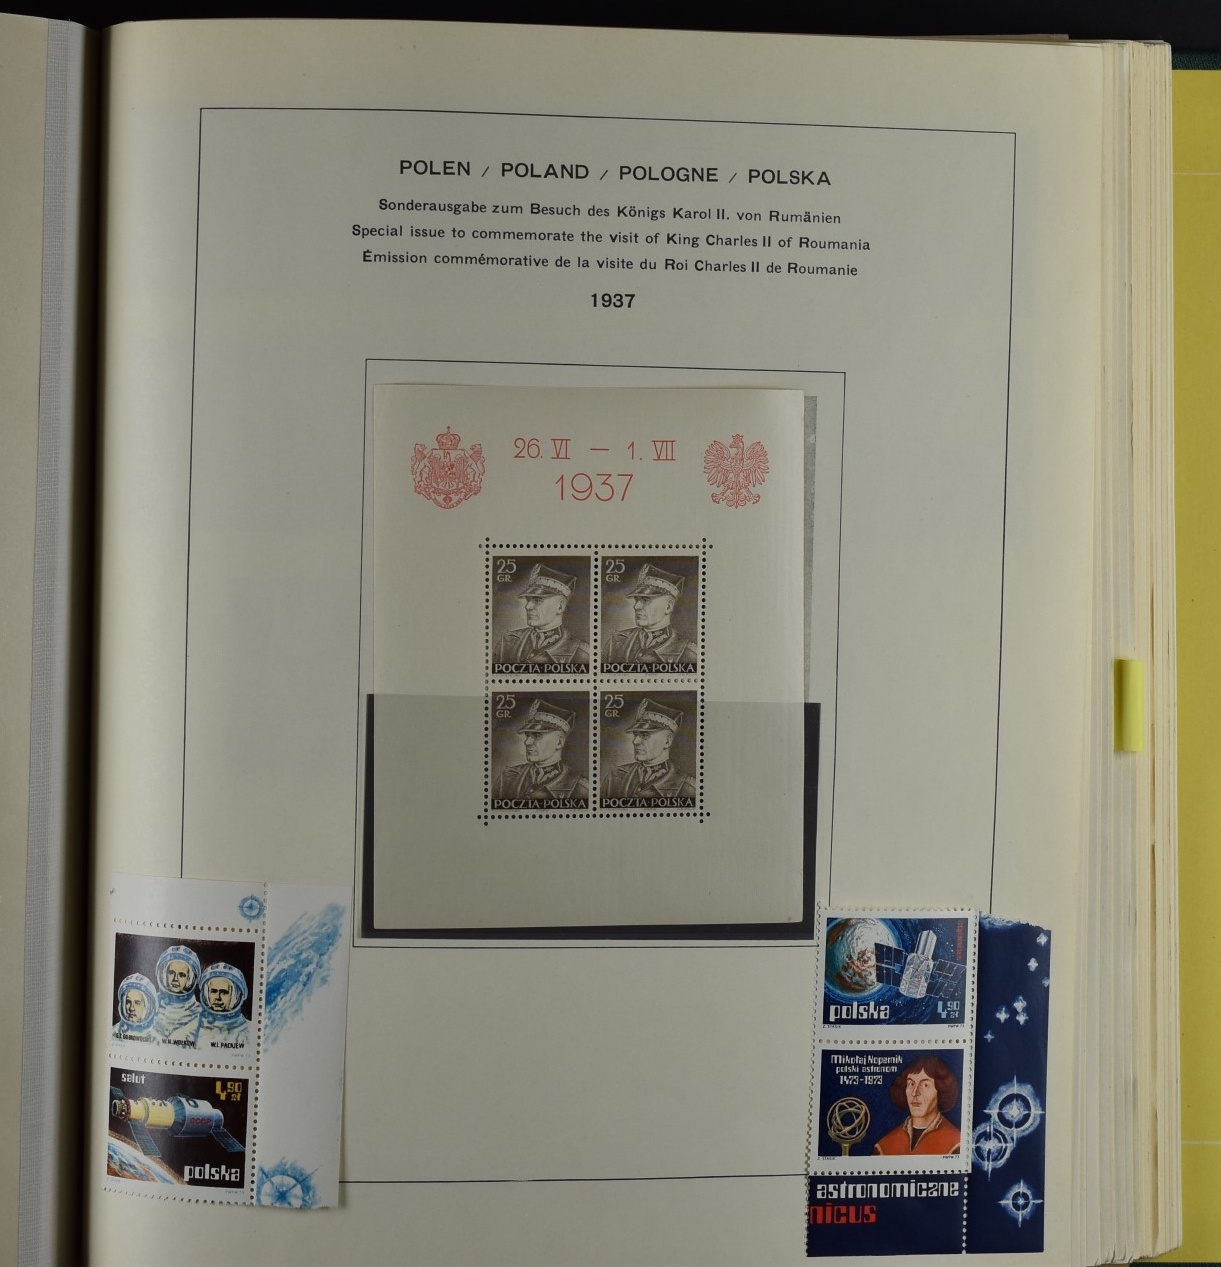 POLEN / POLAND / POLOGNE / POLSKA
Sonderausgabe zum Besuch des Königs Karol II. von Rumänien
Special issue to commemorate the visit of King Charles II of Roumania
Émission commémorative de la visite du Roi Charles II de Roumanie
1937
26. VI — 1. VII
1937
25
GR.
POCZTA·POLSKA
25
GR.
POCZTA·POLSKA
25
GR.
POCZTA·POLSKA
25
GR.
POCZTA·POLSKA
W.N. WOŁKOW
W.I. PACAJEW
salut
4,90
zł
CCCP
polska
polska
4,90
zł
Mikołaj Kopernik
polski astronom
1473-1973
astronomiczne
nicus